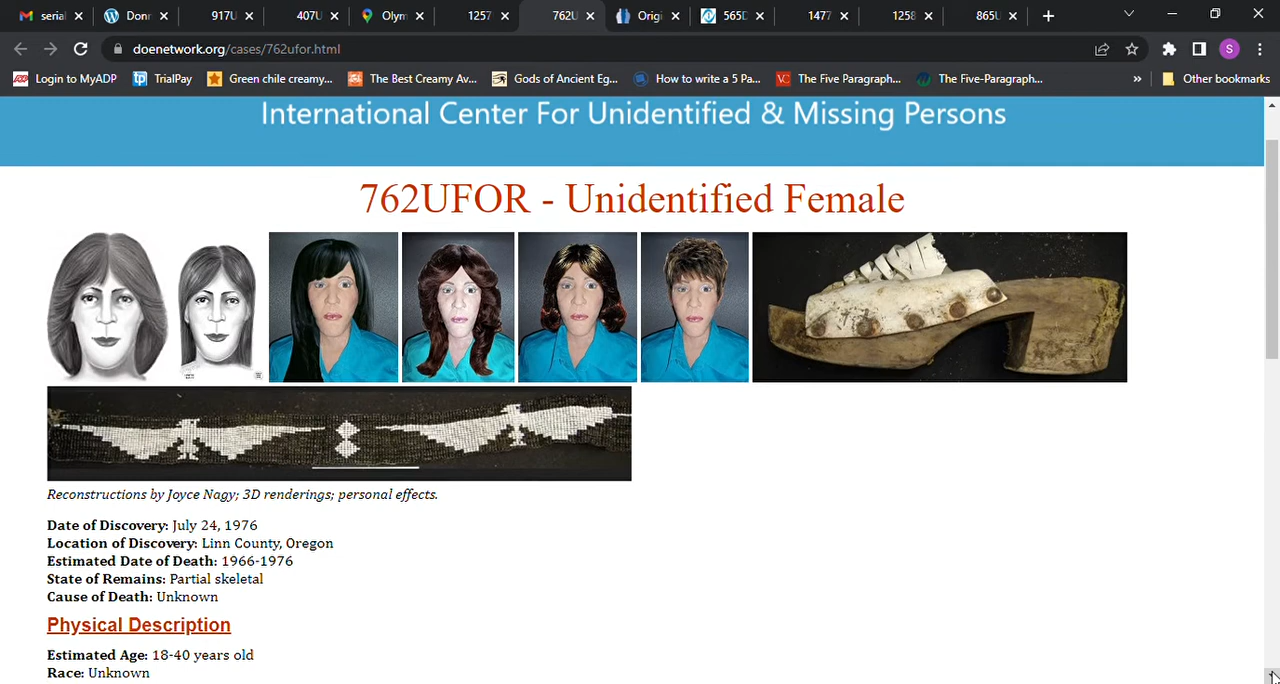 serial
Donr
917U
407U
Olym
1257
762U
Origi
565D
1477
1258
865U
doenetwork.org/cases/762ufor.html
S
Login to MyADP
TrialPay
Green chile creamy...
The Best Creamy Av...
Gods of Ancient Eg...
How to write a 5 Pa...
The Five Paragraph...
The Five-Paragraph...
Other bookmarks
International Center For Unidentified & Missing Persons
762UFOR - Unidentified Female
Reconstructions by Joyce Nagy; 3D renderings; personal effects.
Date of Discovery: July 24, 1976
Location of Discovery: Linn County, Oregon
Estimated Date of Death: 1966-1976
State of Remains: Partial skeletal
Cause of Death: Unknown
Physical Description
Estimated Age: 18-40 years old
Race: Unknown